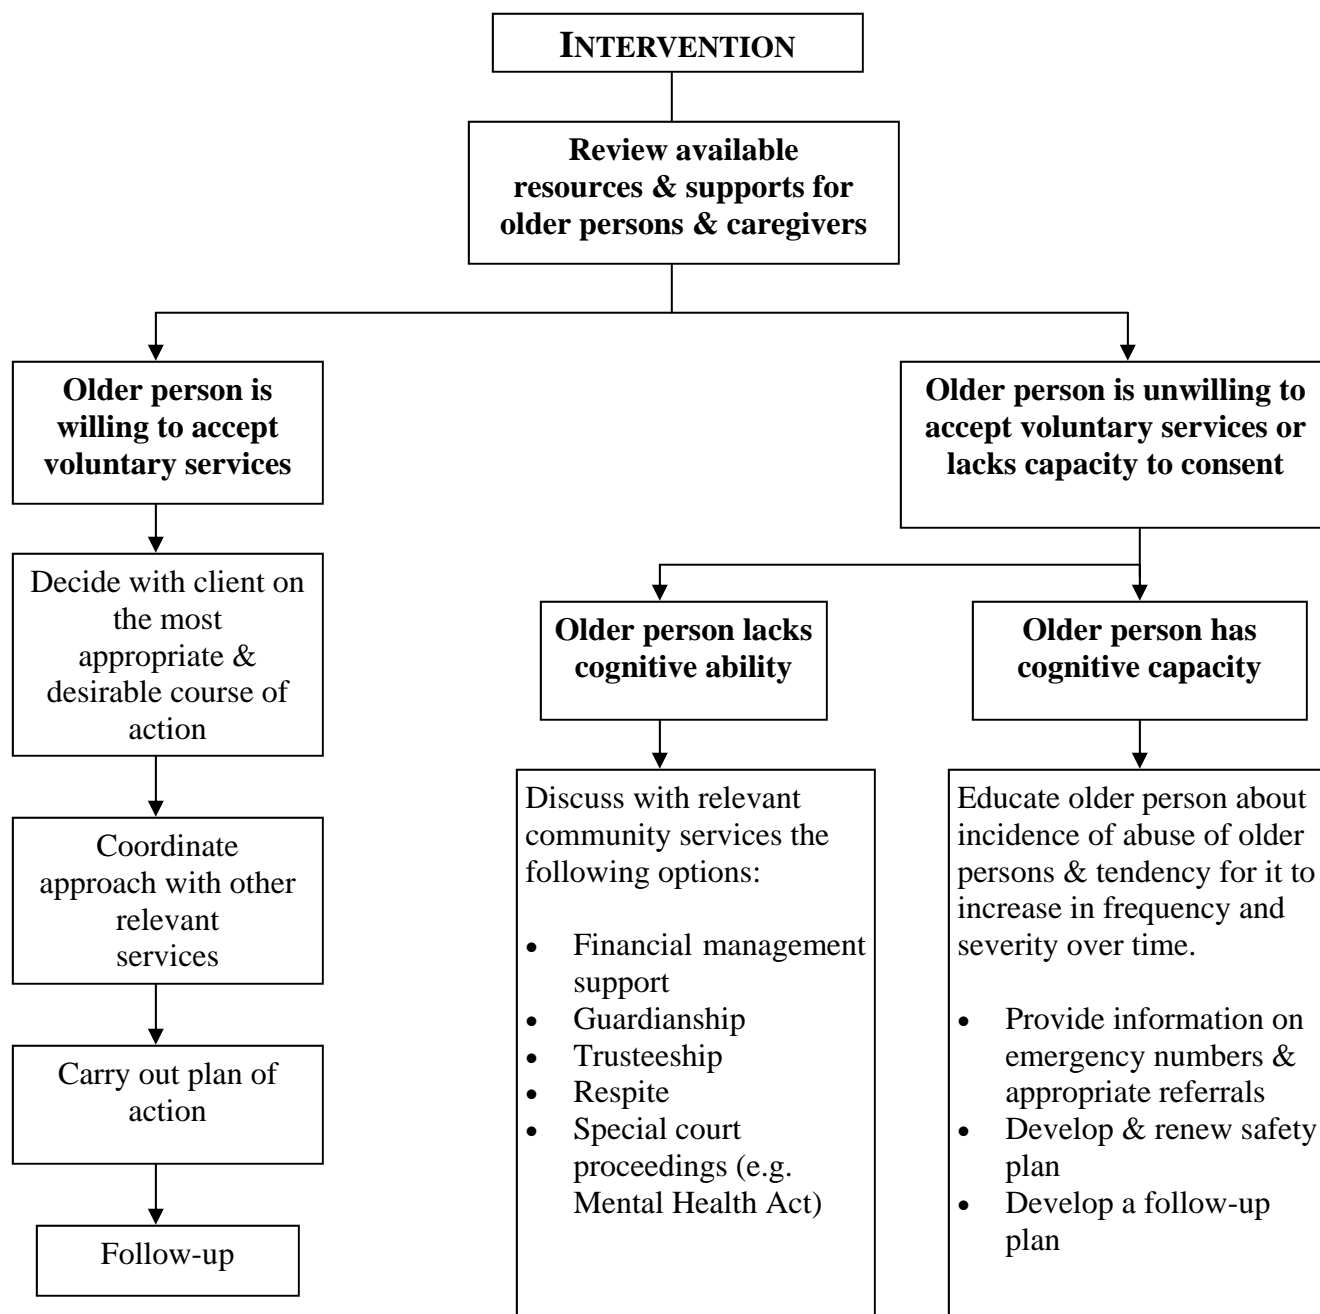 INTERVENTION
Review available
resources & supports for
older persons & caregivers
Older person is
willing to accept
voluntary services
Older person is unwilling to
accept voluntary services or
lacks capacity to consent
Decide with client on
the most
appropriate &
desirable course of
action
Older person lacks
cognitive ability
Older person has
cognitive capacity
Coordinate
approach with other
relevant
services
Carry out plan of
action
Follow-up
Discuss with relevant
community services the
following options:
• Financial management
support
• Guardianship
• Trusteeship
• Respite
• Special court
proceedings (e.g.
Mental Health Act)
Educate older person about
incidence of abuse of older
persons & tendency for it to
increase in frequency and
severity over time.
• Provide information on
emergency numbers &
appropriate referrals
• Develop & renew safety
plan
• Develop a follow-up
plan